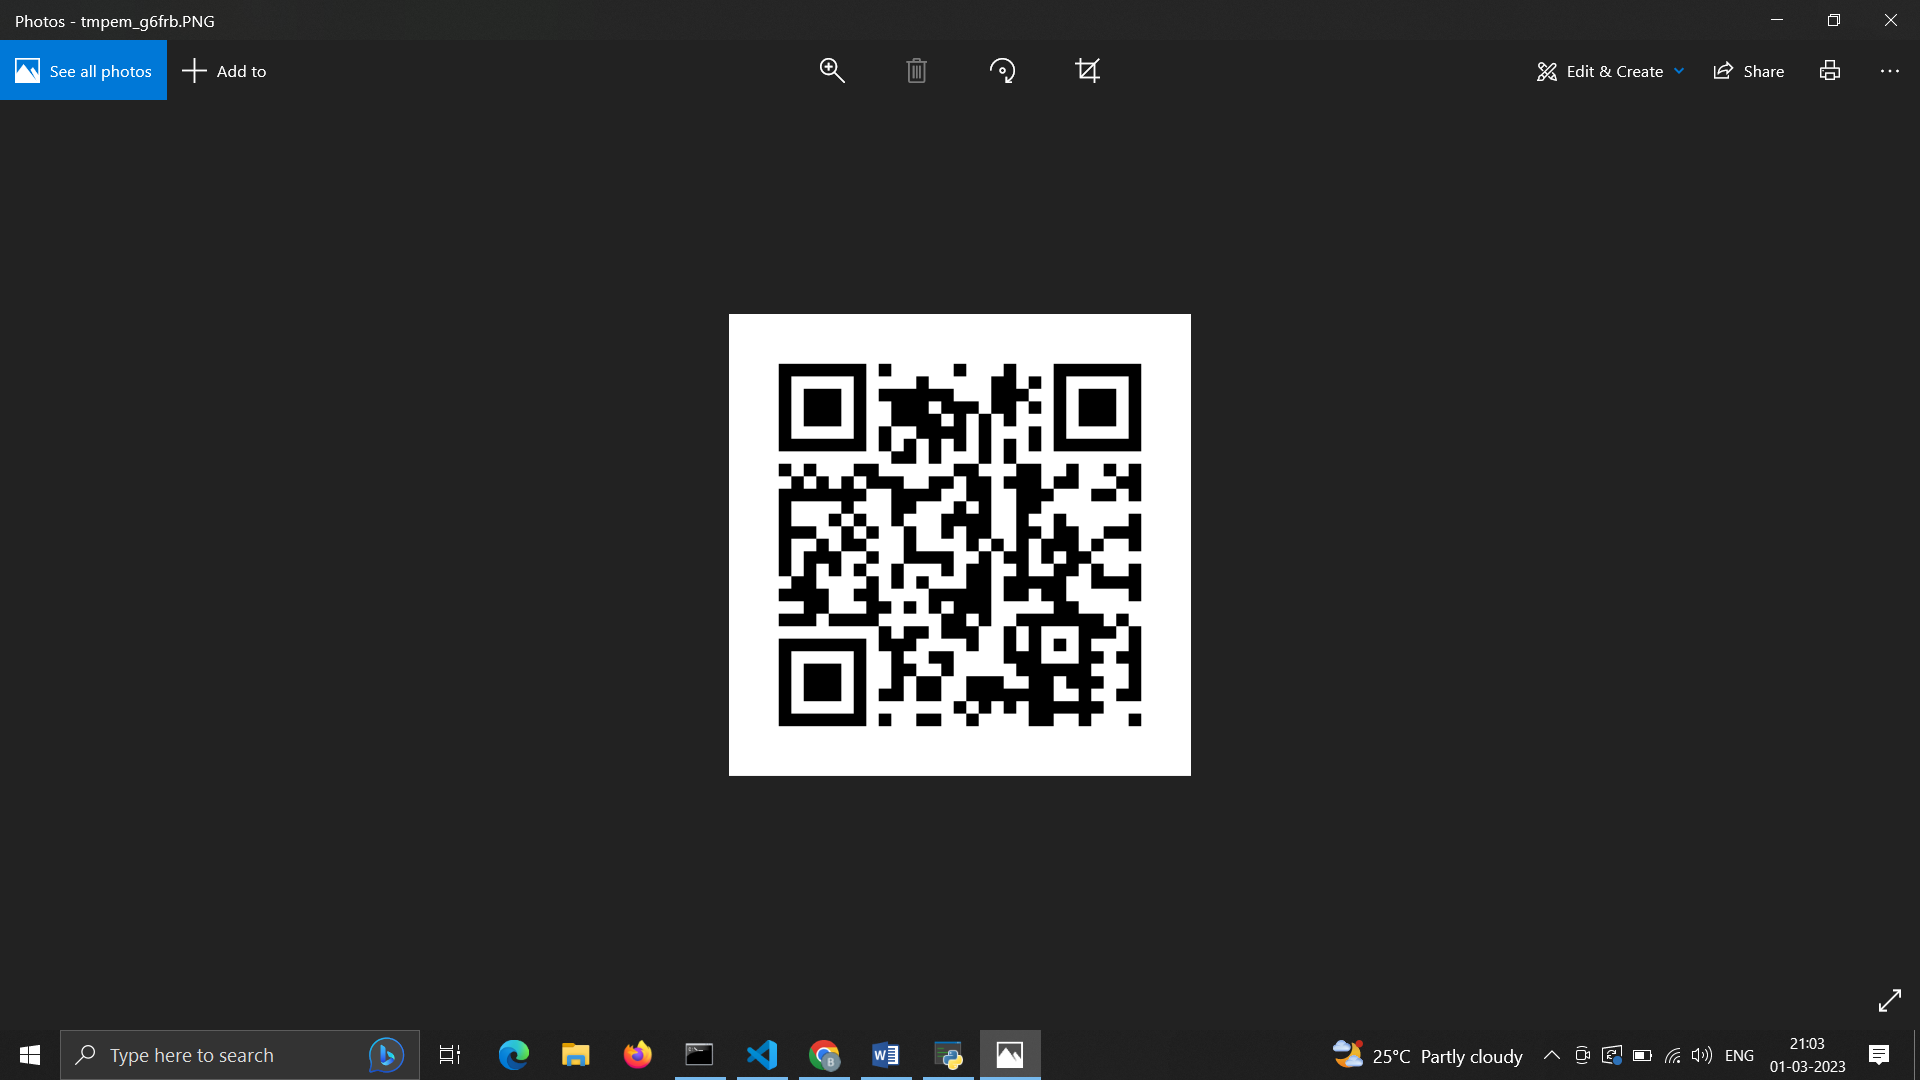 Photos - tmpem_g6frb.PNG
See all photos
Add to
Edit & Create
Share
Type here to search
B
25°C Partly cloudy
ENG
21:03
01-03-2023